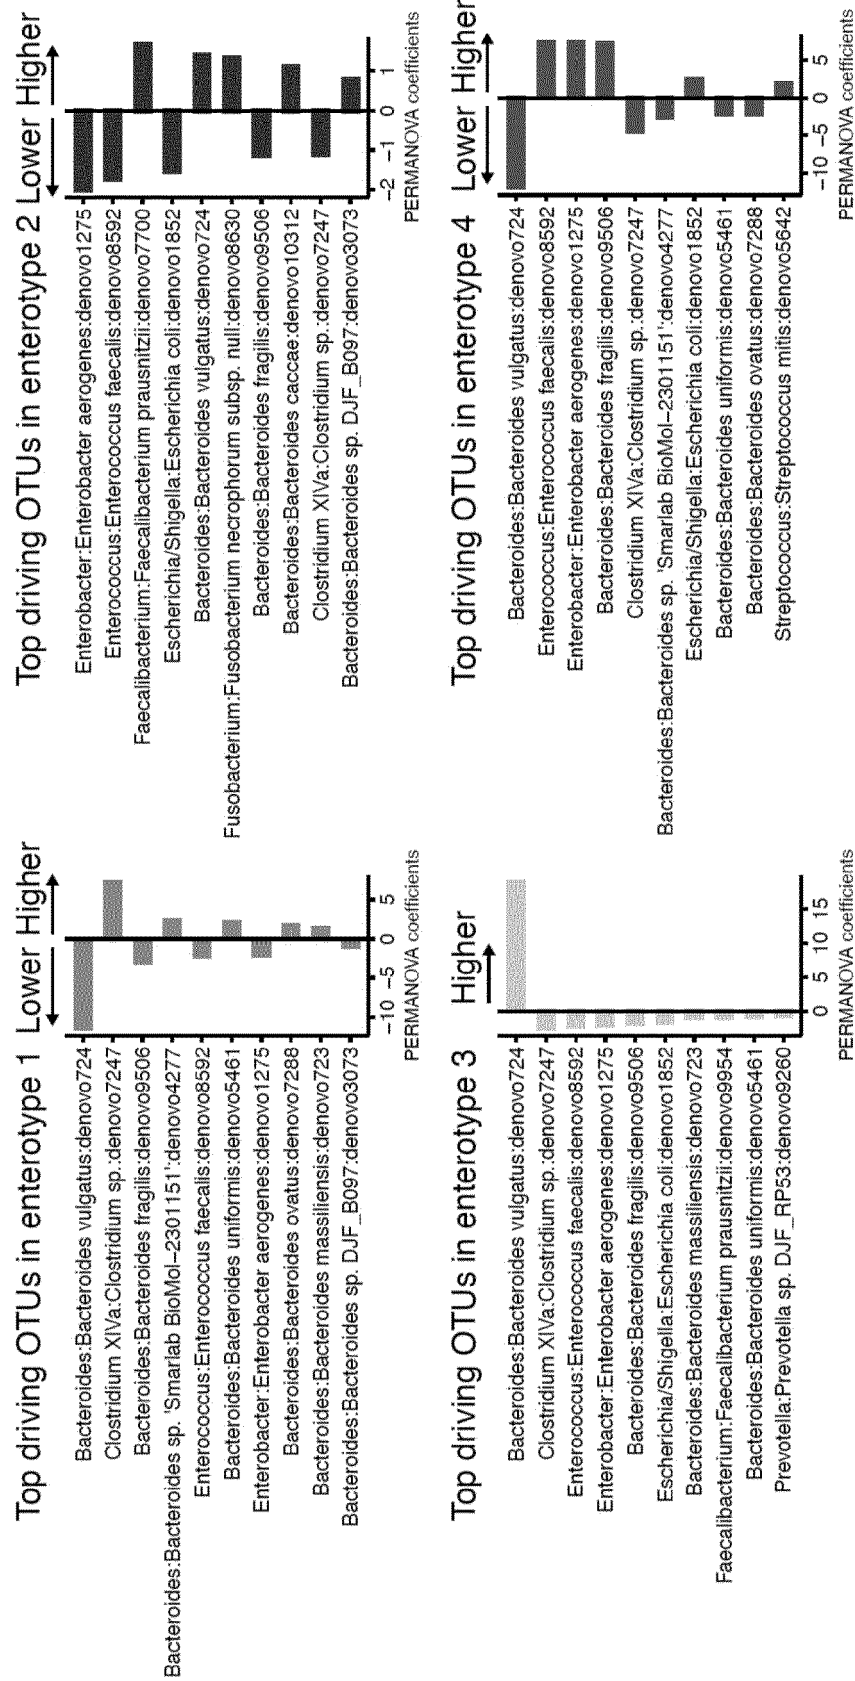 Top driving OTUs in enterotype 1
Lower Higher
Bacteroides:Bacteroides vulgatus:denovo724
Clostridium XIVa:Clostridium sp.:denovo7247
Bacteroides:Bacteroides fragilis:denovo9506
Bacteroides:Bacteroides sp. 'Smarlab BioMol−2301151':denovo4277
Enterococcus:Enterococcus faecalis:denovo8592
Bacteroides:Bacteroides uniformis:denovo5461
Enterobacter:Enterobacter aerogenes:denovo1275
Bacteroides:Bacteroides ovatus:denovo7288
Bacteroides:Bacteroides massiliensis:denovo723
Bacteroides:Bacteroides sp. DJF_B097:denovo3073
−10 −5 0 5
PERMANOVA coefficients
Top driving OTUs in enterotype 2
Lower Higher
Enterobacter:Enterobacter aerogenes:denovo1275
Enterococcus:Enterococcus faecalis:denovo8592
Faecalibacterium:Faecalibacterium prausnitzii:denovo7700
Escherichia/Shigella:Escherichia coli:denovo1852
Bacteroides:Bacteroides vulgatus:denovo724
Fusobacterium:Fusobacterium necrophorum subsp. null:denovo8630
Bacteroides:Bacteroides fragilis:denovo9506
Bacteroides:Bacteroides caccae:denovo10312
Clostridium XIVa:Clostridium sp.:denovo7247
Bacteroides:Bacteroides sp. DJF_B097:denovo3073
−2 −1 0 1
PERMANOVA coefficients
Top driving OTUs in enterotype 3
Higher
Bacteroides:Bacteroides vulgatus:denovo724
Clostridium XIVa:Clostridium sp.:denovo7247
Enterococcus:Enterococcus faecalis:denovo8592
Enterobacter:Enterobacter aerogenes:denovo1275
Bacteroides:Bacteroides fragilis:denovo9506
Escherichia/Shigella:Escherichia coli:denovo1852
Bacteroides:Bacteroides massiliensis:denovo723
Faecalibacterium:Faecalibacterium prausnitzii:denovo9954
Bacteroides:Bacteroides uniformis:denovo5461
Prevotella:Prevotella sp. DJF_RP53:denovo9260
0 5 10 15
PERMANOVA coefficients
Top driving OTUs in enterotype 4
Lower Higher
Bacteroides:Bacteroides vulgatus:denovo724
Enterococcus:Enterococcus faecalis:denovo8592
Enterobacter:Enterobacter aerogenes:denovo1275
Bacteroides:Bacteroides fragilis:denovo9506
Clostridium XIVa:Clostridium sp.:denovo7247
Bacteroides:Bacteroides sp. 'Smarlab BioMol−2301151':denovo4277
Escherichia/Shigella:Escherichia coli:denovo1852
Bacteroides:Bacteroides uniformis:denovo5461
Bacteroides:Bacteroides ovatus:denovo7288
Streptococcus:Streptococcus mitis:denovo5642
−10 −5 0 5
PERMANOVA coefficients